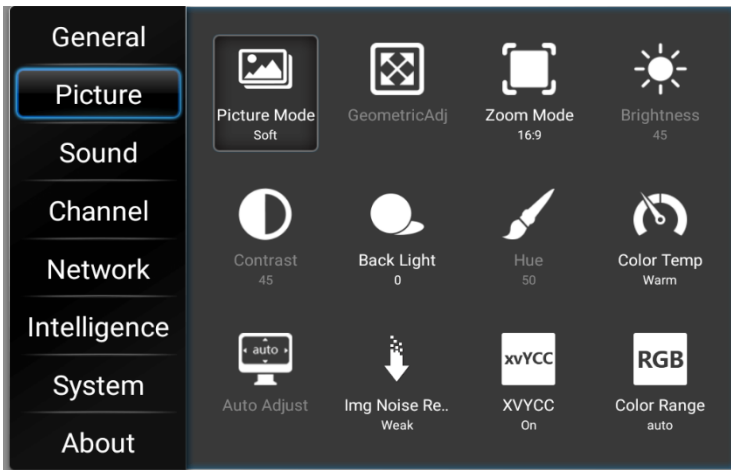 General
Picture
Sound
Channel
Network
Intelligence
System
About
Picture Mode
Soft
GeometricAdj
Zoom Mode
16:9
Brightness
45
Contrast
45
Back Light
0
Hue
50
Color Temp
Warm
auto
Auto Adjust
Img Noise Re..
Weak
xvYCC
XVYCC
On
RGB
Color Range
auto